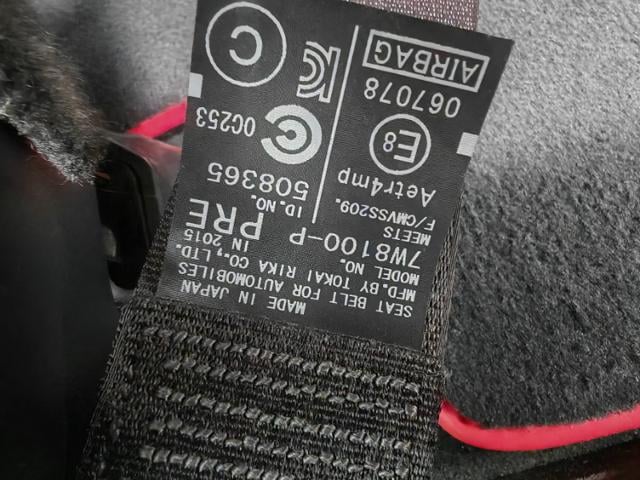 MADE IN JAPAN
SEAT BELT FOR AUTOMOBILES
MFD.BY TOKAI RIKA CO.,LTD.
MODEL NO. IN 2015
7W8100-P PRE
MEETS
F/CMVSS209.
ID.NO.
508365
Aetr4mp
E8
0C253
067078
AIRBAG
C